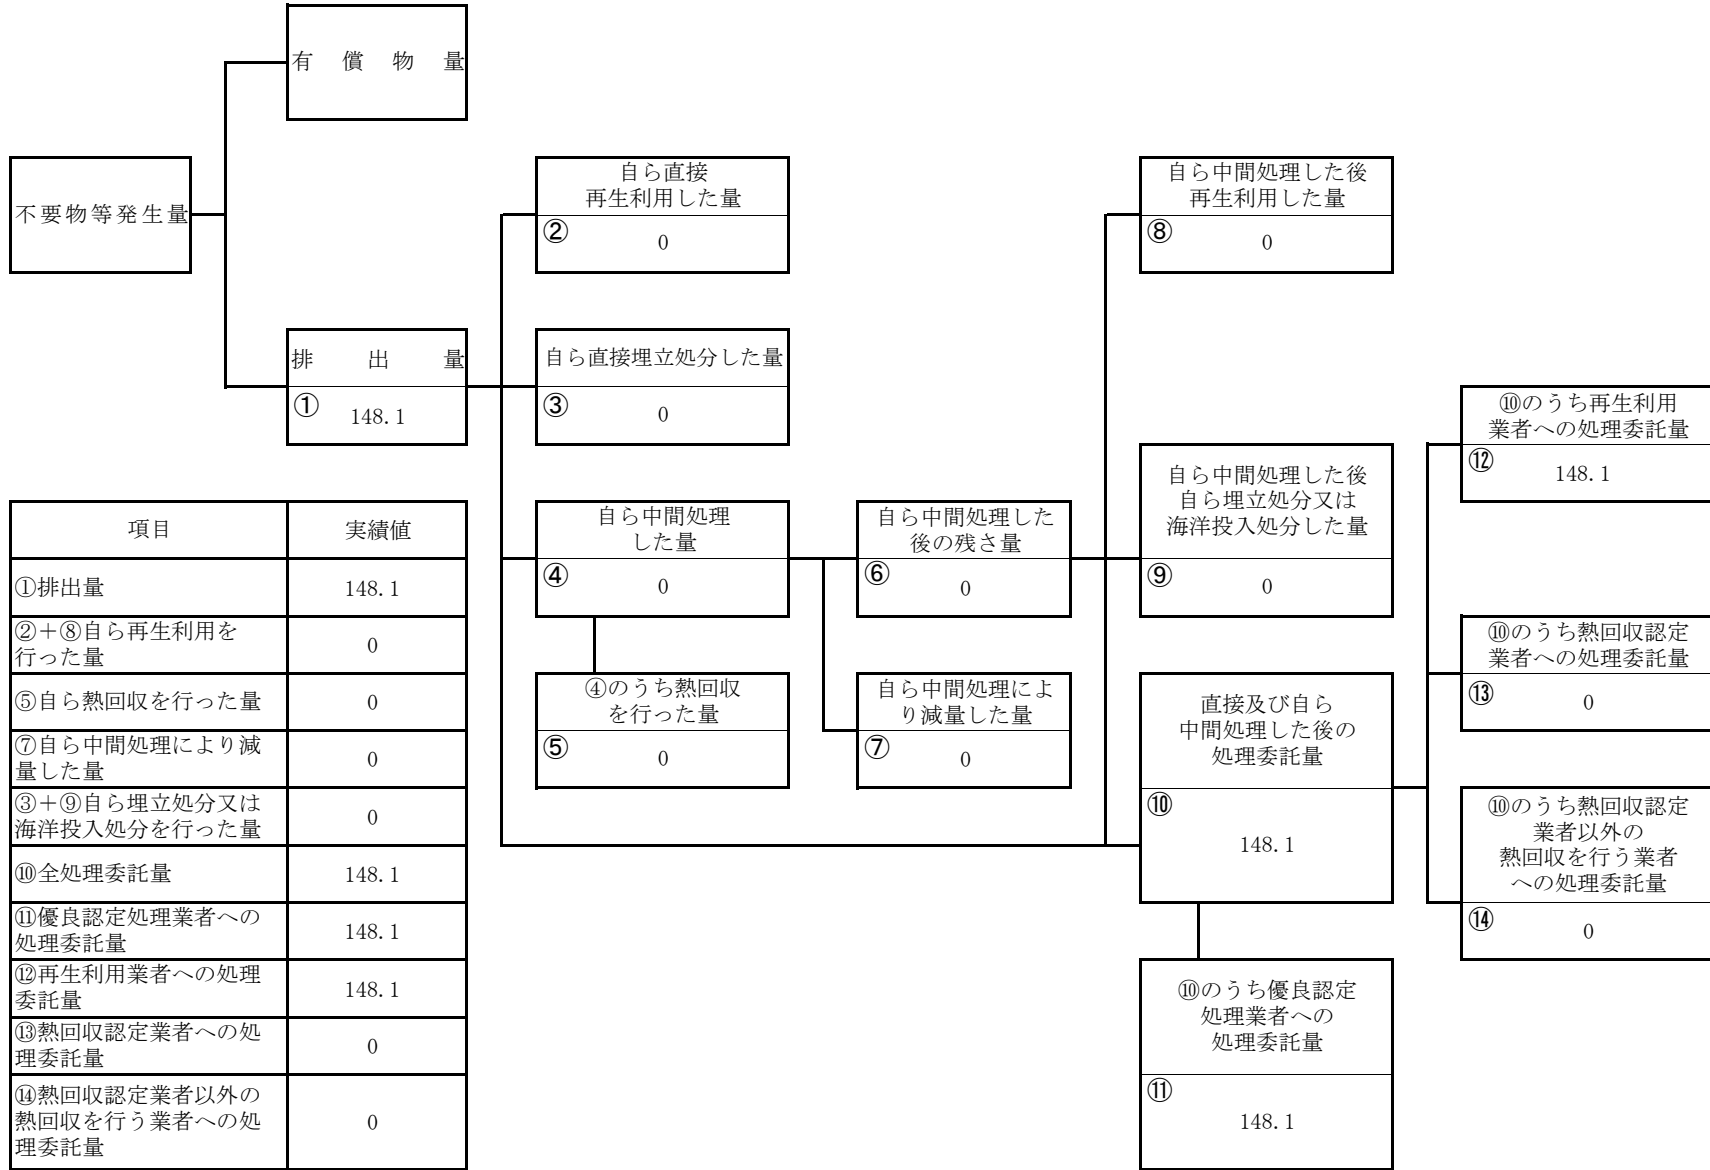 有償物量
不要物等発生量
排出量
①
148.1
自ら直接
再生利用した量
②
0
自ら直接埋立処分した量
③
0
自ら中間処理
した量
④
0
④のうち熱回収
を行った量
⑤
0
自ら中間処理した
後の残さ量
⑥
0
自ら中間処理によ
り減量した量
⑦
0
自ら中間処理した後
再生利用した量
⑧
0
自ら中間処理した後
自ら埋立処分又は
海洋投入処分した量
⑨
0
直接及び自ら
中間処理した後の
処理委託量
⑩
148.1
⑩のうち優良認定
処理業者への
処理委託量
⑪
148.1
⑩のうち再生利用
業者への処理委託量
⑫
148.1
⑩のうち熱回収認定
業者への処理委託量
⑬
0
⑩のうち熱回収認定
業者以外の
熱回収を行う業者
への処理委託量
⑭
0
項目 実績値
①排出量 148.1
②＋⑧自ら再生利用を
行った量 0
⑤自ら熱回収を行った量 0
⑦自ら中間処理により減
量した量 0
③＋⑨自ら埋立処分又は
海洋投入処分を行った量 0
⑩全処理委託量 148.1
⑪優良認定処理業者への
処理委託量 148.1
⑫再生利用業者への処理
委託量 148.1
⑬熱回収認定業者への処
理委託量 0
⑭熱回収認定業者以外の
熱回収を行う業者への処
理委託量 0